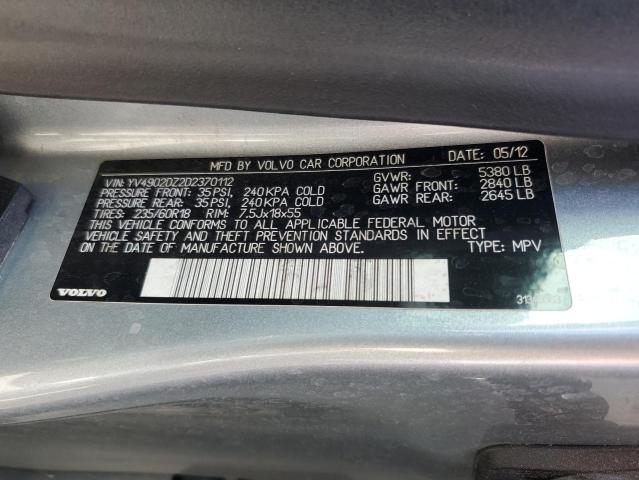 MFD BY VOLVO CAR CORPORATION DATE: 05/12
VIN: YV4902DZ2D2370112 GVWR: 5380 LB
PRESSURE FRONT: 35PSI, 240KPA COLD GAWR FRONT: 2840 LB
PRESSURE REAR: 35PSI, 240KPA COLD GAWR REAR: 2645 LB
TIRES: 235/60R18 RIM: 7.5Jx18x55
THIS VEHICLE CONFORMS TO ALL APPLICABLE FEDERAL MOTOR
VEHICLE SAFETY AND THEFT PREVENTION STANDARDS IN EFFECT
ON THE DATE OF MANUFACTURE SHOWN ABOVE. TYPE: MPV
VOLVO